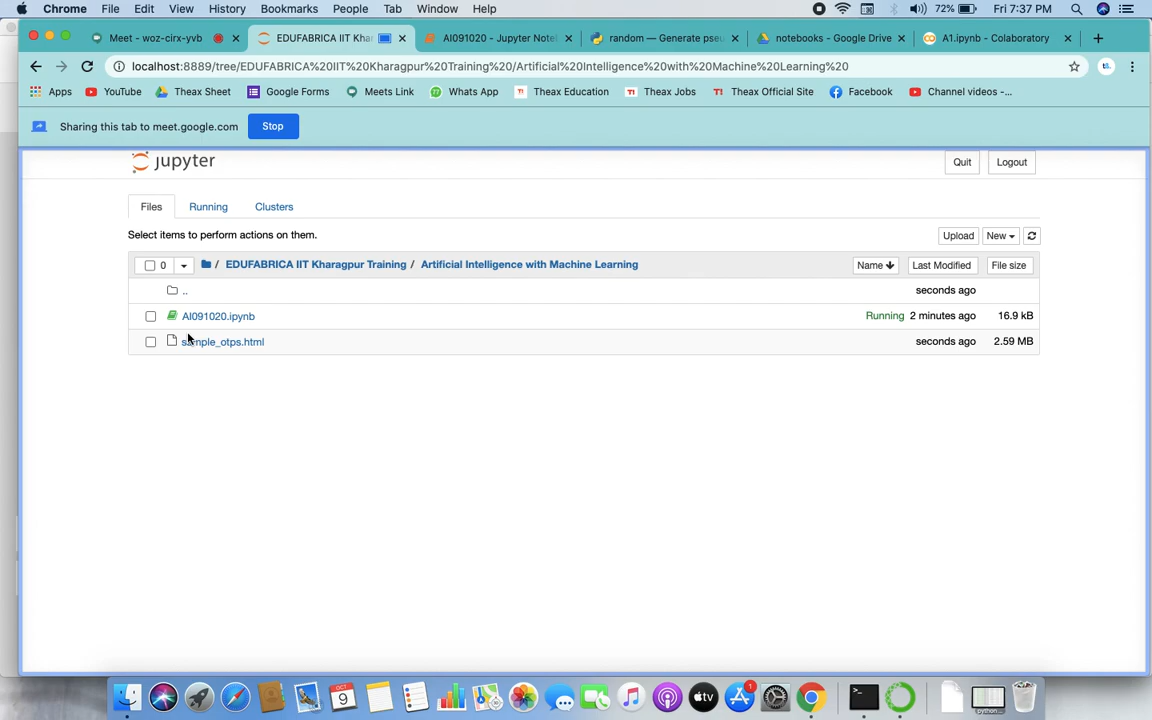 Chrome File Edit View History Bookmarks People Tab Window Help 72% Fri 7:37 PM
Meet - woz-cirx-yvb EDUFABRICA IIT Khar AI091020 - Jupyter Note random — Generate pseu notebooks - Google Drive A1.ipynb - Colaboratory
localhost:8889/tree/EDUFABRICA%20IIT%20Kharagpur%20Training%20/Artificial%20Intelligence%20with%20Machine%20Learning%20
Apps YouTube Theax Sheet Google Forms Meets Link Whats App Theax Education Theax Jobs Theax Official Site Facebook Channel videos -...
Sharing this tab to meet.google.com Stop
jupyter Quit Logout
Files Running Clusters
Select items to perform actions on them. Upload New
0 / EDUFABRICA IIT Kharagpur Training / Artificial Intelligence with Machine Learning Name Last Modified File size
.. seconds ago
AI091020.ipynb Running 2 minutes ago 16.9 kB
sample_otps.html seconds ago 2.59 MB
OCT
9
1